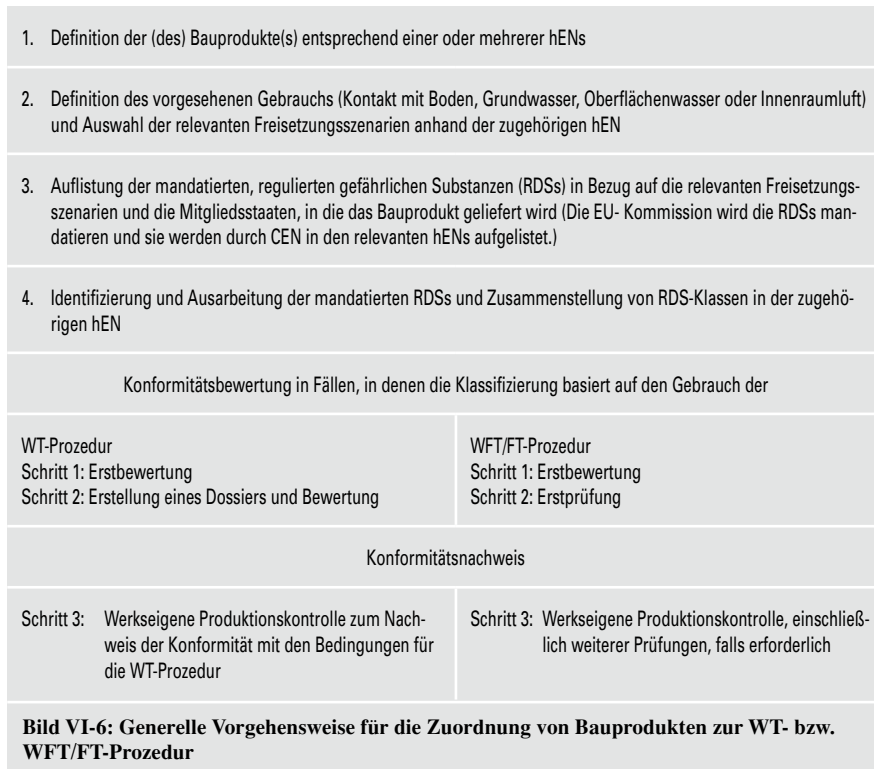 1. Definition der (des) Bauprodukte(s) entsprechend einer oder mehrerer hENs
2. Definition des vorgesehenen Gebrauchs (Kontakt mit Boden, Grundwasser, Oberflächenwasser oder Innenraumluft)
und Auswahl der relevanten Freisetzungsszenarien anhand der zugehörigen hEN
3. Auflistung der mandatierten, regulierten gefährlichen Substanzen (RDSs) in Bezug auf die relevanten Freisetzungs-
szenarien und die Mitgliedsstaaten, in die das Bauprodukt geliefert wird (Die EU- Kommission wird die RDSs man-
datieren und sie werden durch CEN in den relevanten hENs aufgelistet.)
4. Identifizierung und Ausarbeitung der mandatierten RDSs und Zusammenstellung von RDS-Klassen in der zugehö-
rigen hEN
Konformitätsbewertung in Fällen, in denen die Klassifizierung basiert auf den Gebrauch der
WT-Prozedur
Schritt 1: Erstbewertung
Schritt 2: Erstellung eines Dossiers und Bewertung
WFT/FT-Prozedur
Schritt 1: Erstbewertung
Schritt 2: Erstprüfung
Konformitätsnachweis
Schritt 3: Werkseigene Produktionskontrolle zum Nach-
weis der Konformität mit den Bedingungen für
die WT-Prozedur
Schritt 3: Werkseigene Produktionskontrolle, einschließ-
lich weiterer Prüfungen, falls erforderlich
Bild VI-6: Generelle Vorgehensweise für die Zuordnung von Bauprodukten zur WT- bzw.
WFT/FT-Prozedur